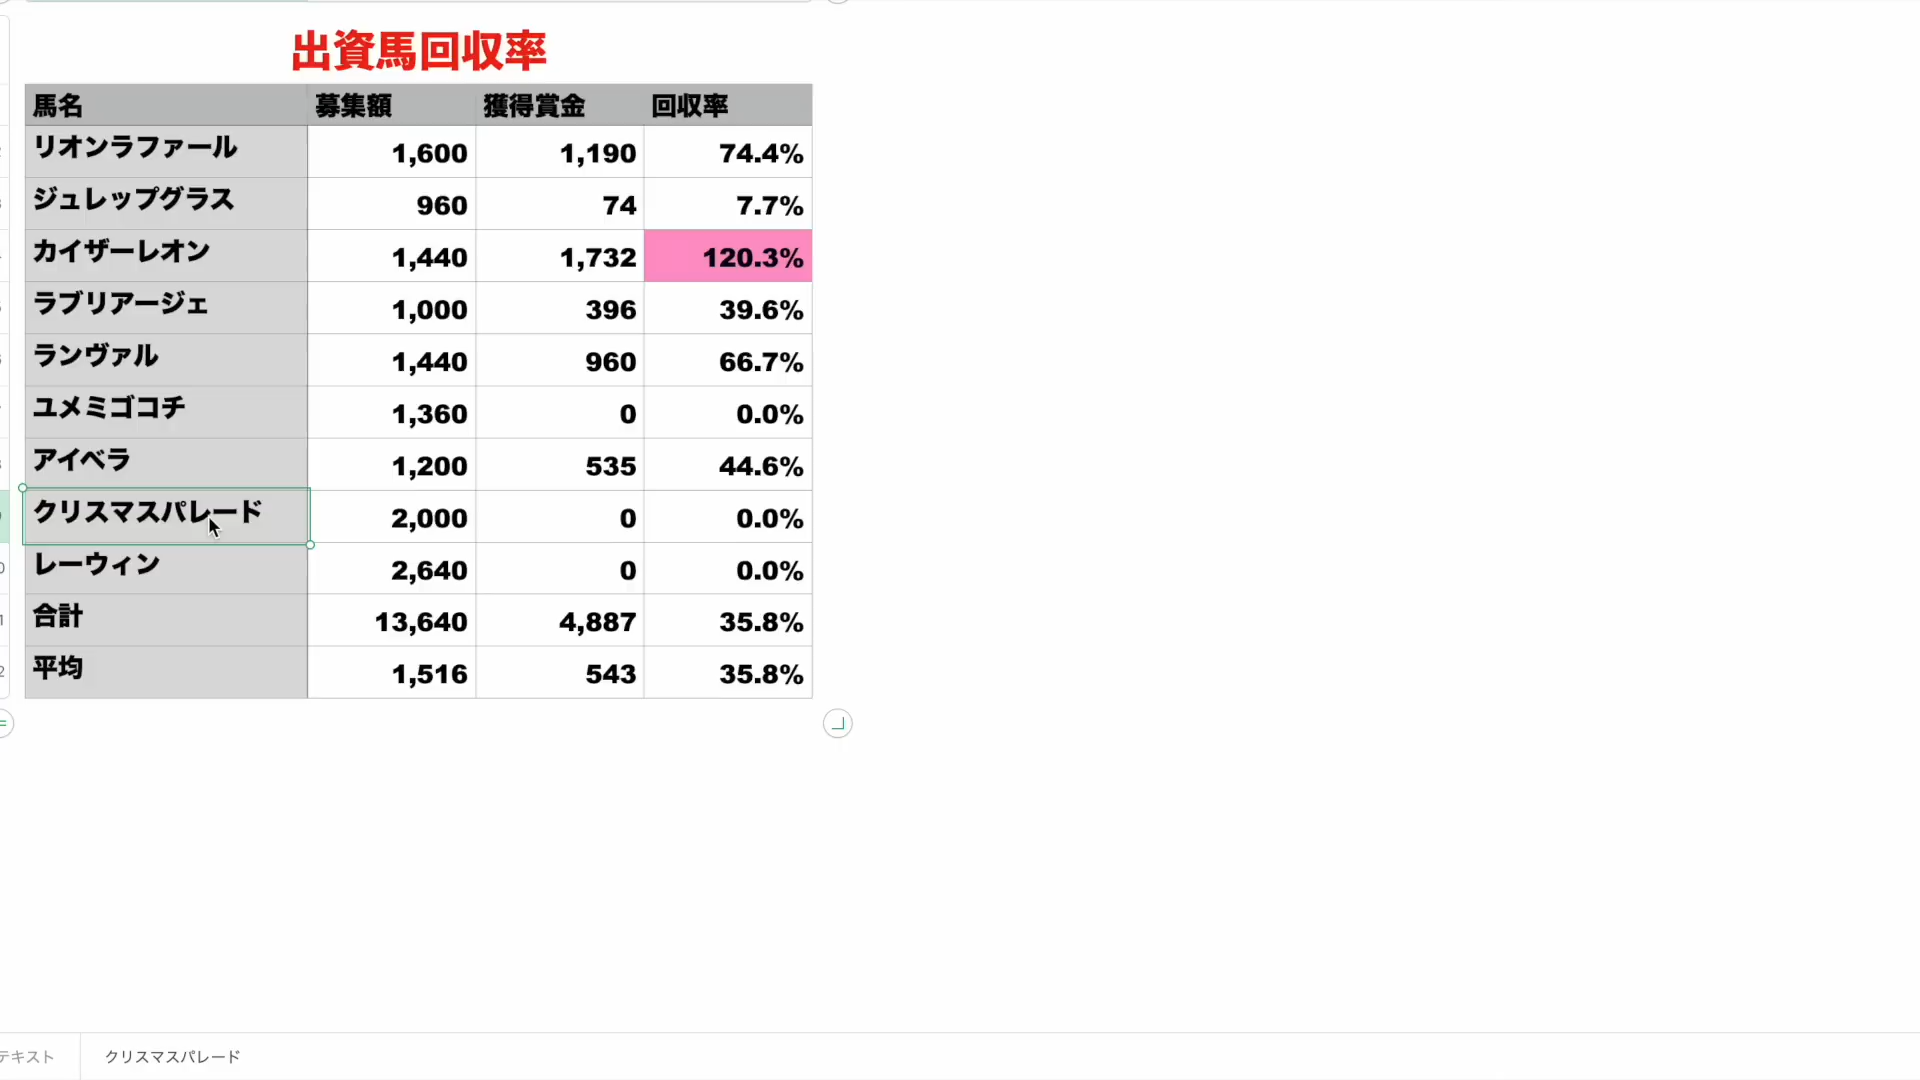 出資馬回収率
馬名 募集額 獲得賞金 回収率
リオンラファール 1,600 1,190 74.4%
ジュレップグラス 960 74 7.7%
カイザーレオン 1,440 1,732 120.3%
ラブリアージェ 1,000 396 39.6%
ランヴァル 1,440 960 66.7%
ユメミゴコチ 1,360 0 0.0%
アイベラ 1,200 535 44.6%
クリスマスパレード 2,000 0 0.0%
レーウィン 2,640 0 0.0%
合計 13,640 4,887 35.8%
平均 1,516 543 35.8%
テキスト クリスマスパレード